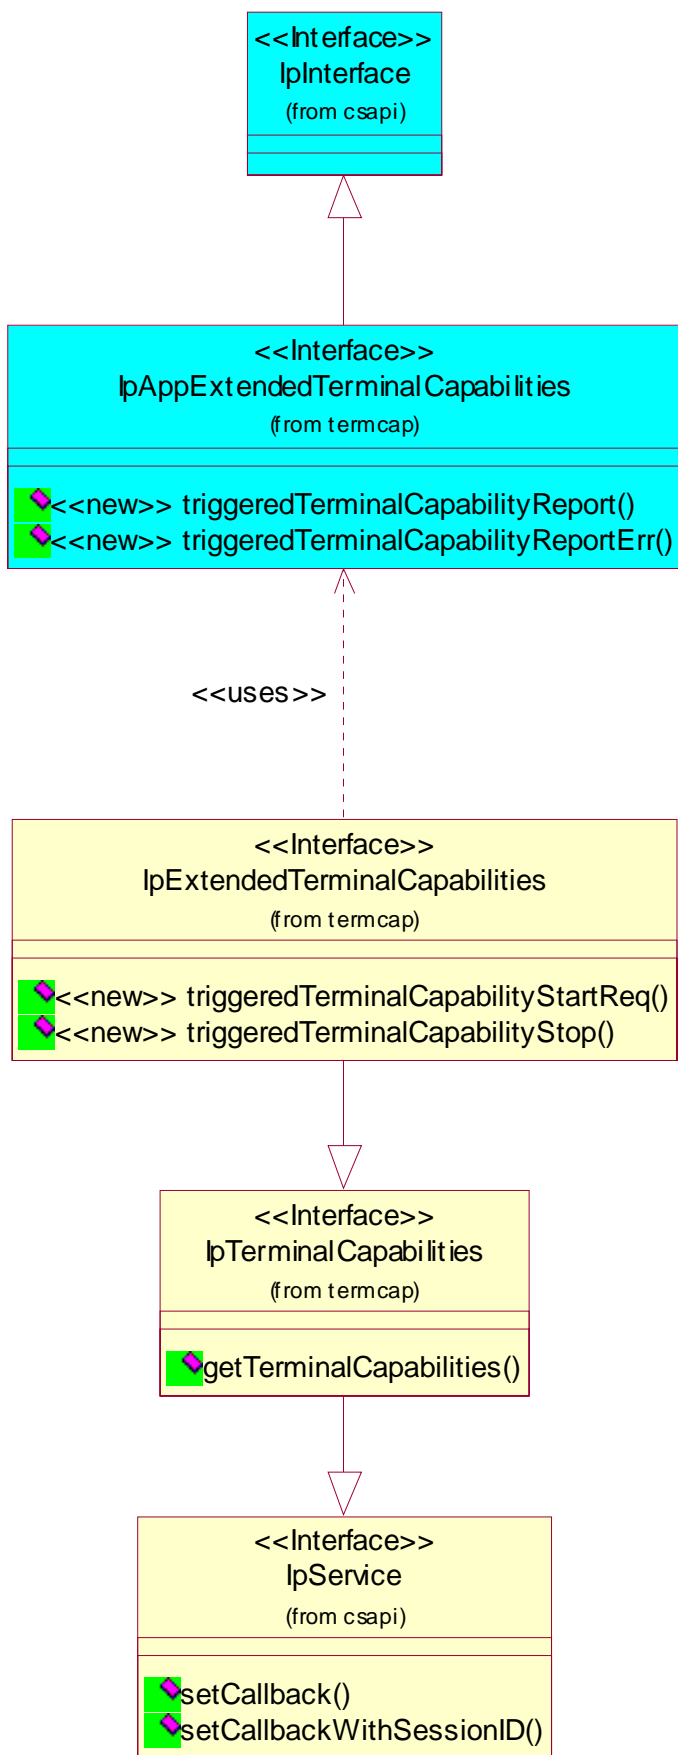 <<Interface>>
IpInterface
(from csapi)
<<Interface>>
IpAppExtendedTerminalCapabilities
(from termcap)
<<new>> triggeredTerminalCapabilityReport()
<<new>> triggeredTerminalCapabilityReportErr()
<<uses>>
<<Interface>>
IpExtendedTerminalCapabilities
(from termcap)
<<new>> triggeredTerminalCapabilityStartReq()
<<new>> triggeredTerminalCapabilityStop()
<<Interface>>
IpTerminalCapabilities
(from termcap)
getTerminalCapabilities()
<<Interface>>
IpService
(from csapi)
setCallback()
setCallbackWithSessionID()